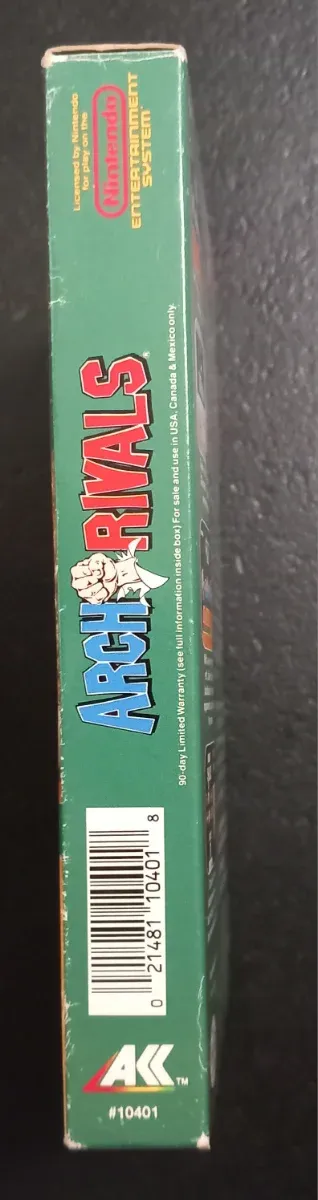 Licensed by Nintendo
for play on the
Nintendo
ENTERTAINMENT
SYSTEM
ARCH RIVALS®
90-day Limited Warranty (see full information inside box) For sale and use in USA, Canada & Mexico only.
0 21481 10401 8
AKK™
#10401